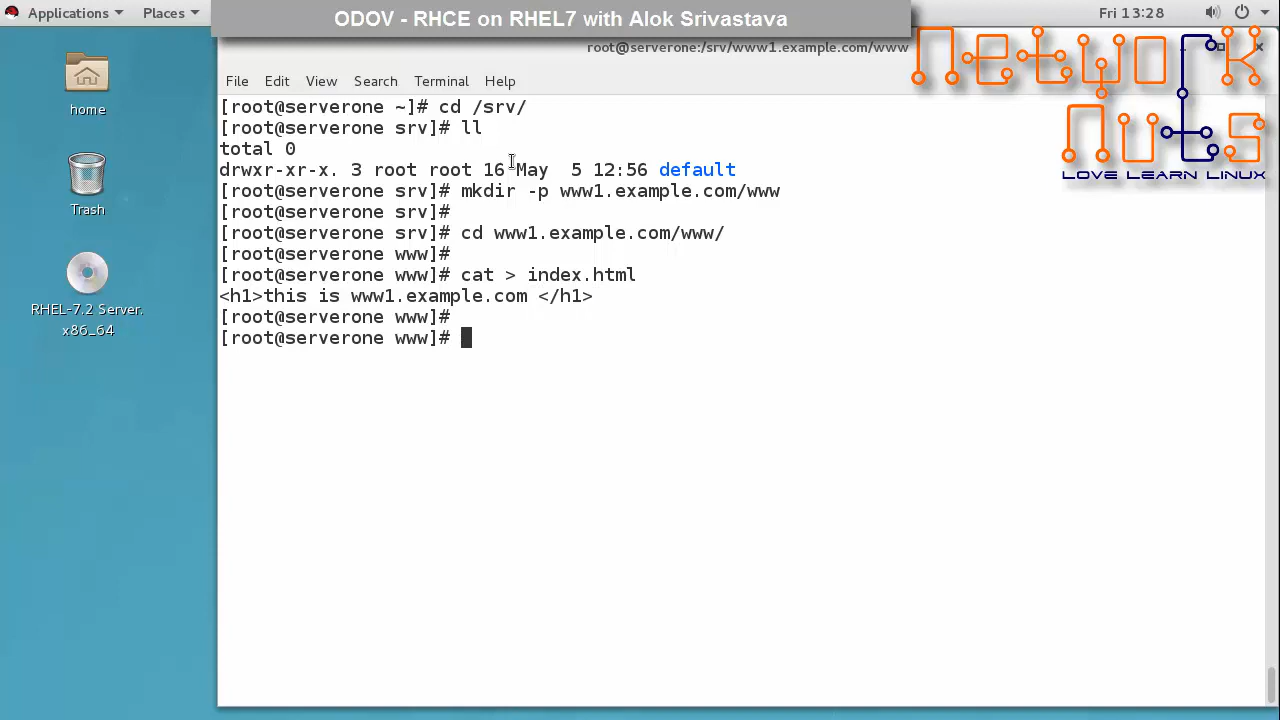 Applications
Places
ODOV - RHCE on RHEL7 with Alok Srivastava
Fri 13:28
root@serverone:/srv/www1.example.com/www
NETWORK
NUTS
LOVE LEARN LINUX
File Edit View Search Terminal Help
home
Trash
RHEL-7.2 Server.
x86_64
[root@serverone ~]# cd /srv/
[root@serverone srv]# ll
total 0
drwxr-xr-x. 3 root root 16 May  5 12:56 default
[root@serverone srv]# mkdir -p www1.example.com/www
[root@serverone srv]#
[root@serverone srv]# cd www1.example.com/www/
[root@serverone www]#
[root@serverone www]# cat > index.html
<h1>this is www1.example.com </h1>
[root@serverone www]#
[root@serverone www]#